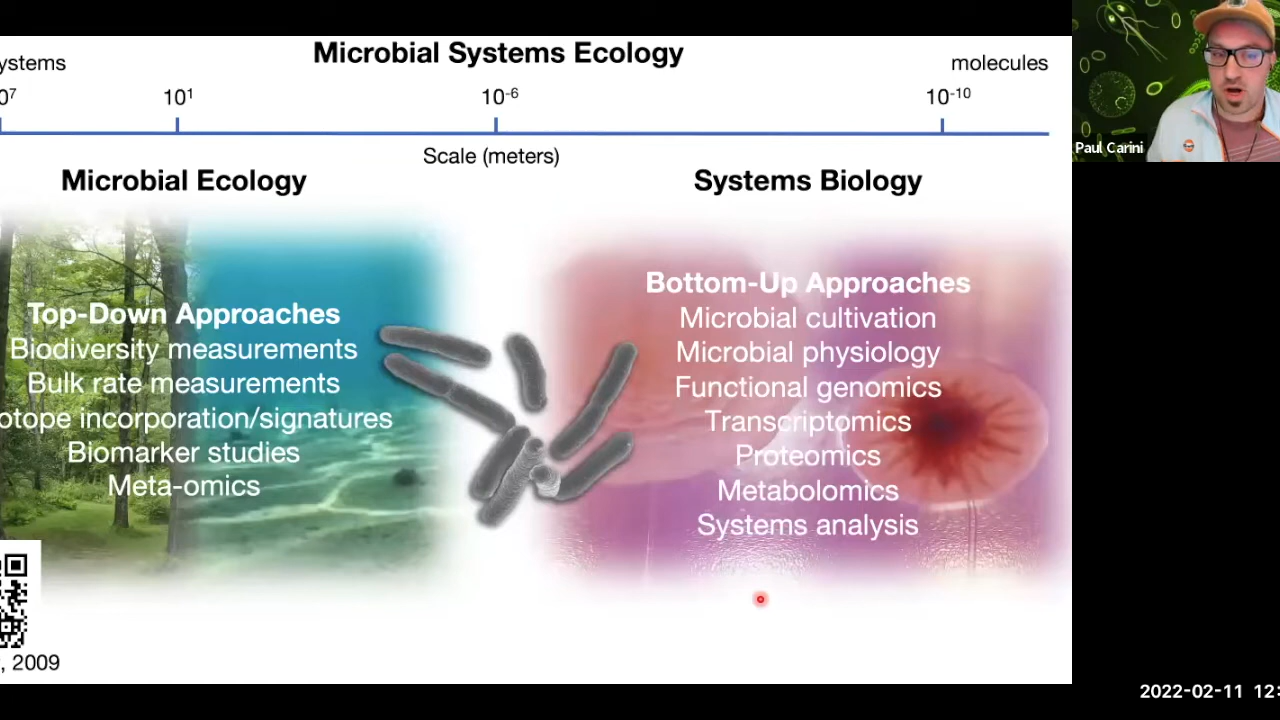 Microbial Systems Ecology
ystems
molecules
0⁷
10¹
10⁻⁶
10⁻¹⁰
Scale (meters)
Microbial Ecology
Systems Biology
Top-Down Approaches
Biodiversity measurements
Bulk rate measurements
otope incorporation/signatures
Biomarker studies
Meta-omics
Bottom-Up Approaches
Microbial cultivation
Microbial physiology
Functional genomics
Transcriptomics
Proteomics
Metabolomics
Systems analysis
, 2009
Paul Carini
2022-02-11 12: